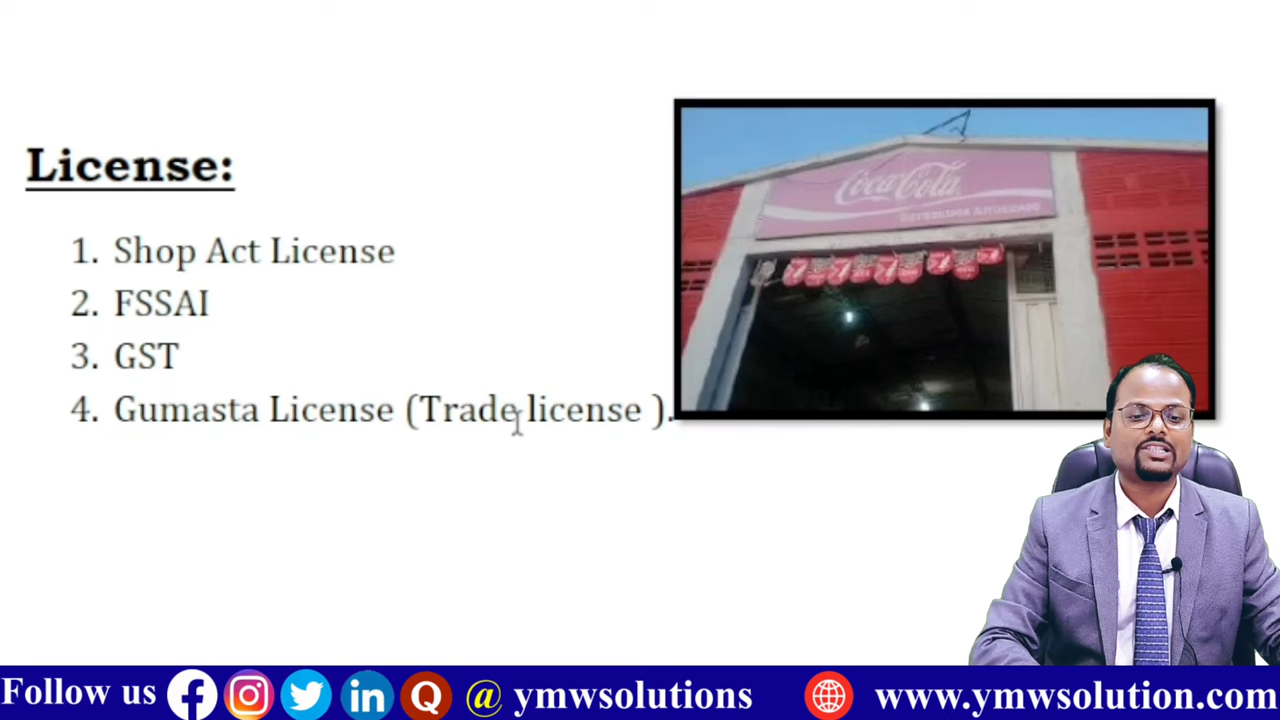 License:
1. Shop Act License
2. FSSAI
3. GST
4. Gumasta License (Trade license ).
Coca-Cola
Follow us @ ymwsolutions www.ymwsolution.com